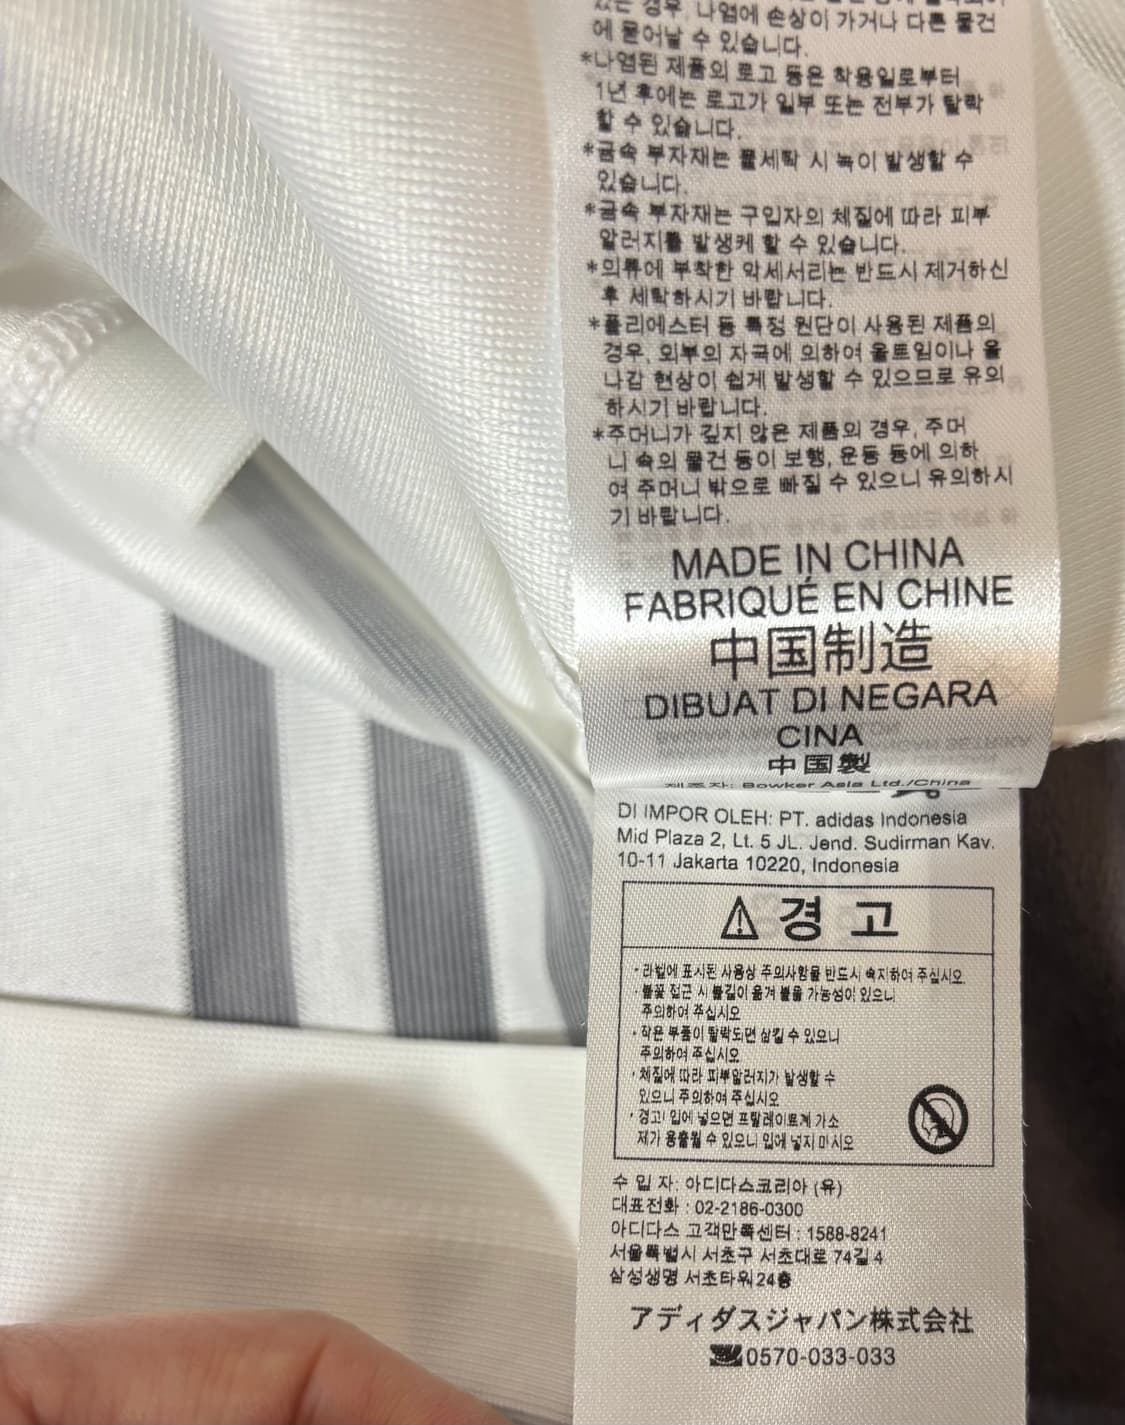 있는 경우, 나염에 손상이 가거나 다른 물건
에 묻어날 수 있습니다.
*나염된 제품의 로고 등은 착용일로부터
1년 후에는 로고가 일부 또는 전부가 탈락
할 수 있습니다.
*금속 부자재는 물세탁 시 녹이 발생할 수
있습니다.
*금속 부자재는 구입자의 체질에 따라 피부
알러지를 발생케 할 수 있습니다.
*의류에 부착한 악세서리는 반드시 제거하신
후 세탁하시기 바랍니다.
*폴리에스터 등 특정 원단이 사용된 제품의
경우, 외부의 자극에 의하여 올트임이나 올
나감 현상이 쉽게 발생할 수 있으므로 유의
하시기 바랍니다.
*주머니가 깊지 않은 제품의 경우, 주머
니 속의 물건 등이 보행, 운동 등에 의하
여 주머니 밖으로 빠질 수 있으니 유의하시
기 바랍니다.
MADE IN CHINA
FABRIQUÉ EN CHINE
中国制造
DIBUAT DI NEGARA
CINA
中国製
제조자: Bowker Asia Ltd./China
DI IMPOR OLEH: PT. adidas Indonesia
Mid Plaza 2, Lt. 5 JL. Jend. Sudirman Kav.
10-11 Jakarta 10220, Indonesia
⚠ 경 고
· 라벨에 표시된 사용상 주의사항을 반드시 숙지하여 주십시오.
· 불꽃 접근 시 불길이 옮겨 붙을 가능성이 있으니
주의하여 주십시오
· 작은 부품이 탈락되면 삼킬 수 있으니
주의하여 주십시오
· 체질에 따라 피부알러지가 발생할 수
있으니 주의하여 주십시오
· 경고! 입에 넣으면 프탈레이트계 가소
제가 용출될 수 있으니 입에 넣지 마시오
수 입 자: 아디다스코리아 (유)
대표전화 : 02-2186-0300
아디다스 고객만족센터 : 1588-8241
서울특별시 서초구 서초대로 74길 4
삼성생명 서초타워 24층
アディダスジャパン株式会社
0570-033-033